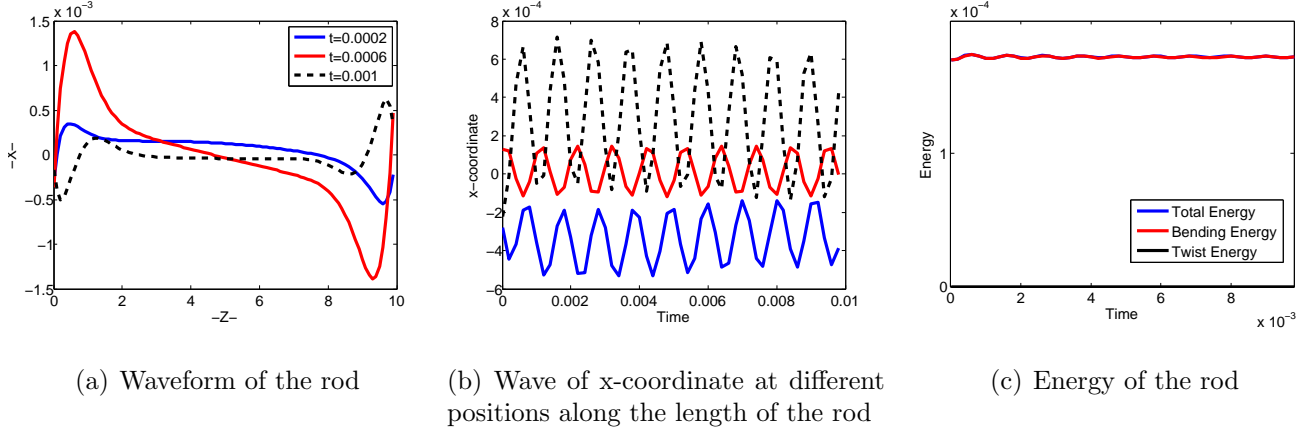 x 10⁻³
1.5
1
0.5
0
−0.5
−1
−1.5
−X−
0 2 4 6 8 10
−Z−
t=0.0002
t=0.0006
t=0.001
(a) Waveform of the rod
x 10⁻⁴
8
6
4
2
0
−2
−4
−6
x−coordinate
0 0.002 0.004 0.006 0.008 0.01
Time
(b) Wave of x-coordinate at different
positions along the length of the rod
x 10⁻⁴
1
0
Energy
0 2 4 6 8
x 10⁻³
Time
Total Energy
Bending Energy
Twist Energy
(c) Energy of the rod